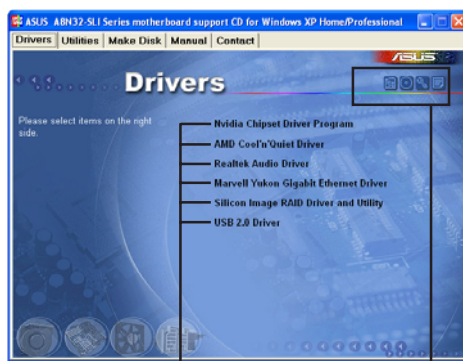 ASUS A8N32-SLI Series motherboard support CD for Windows XP Home/Professional
Drivers Utilities Make Disk Manual Contact
ASUS
Drivers
Please select items on the right side.
Nvidia Chipset Driver Program
AMD Cool'n'Quiet Driver
Realtek Audio Driver
Marvell Yukon Gigabit Ethernet Driver
Silicon Image RAID Driver and Utility
USB 2.0 Driver